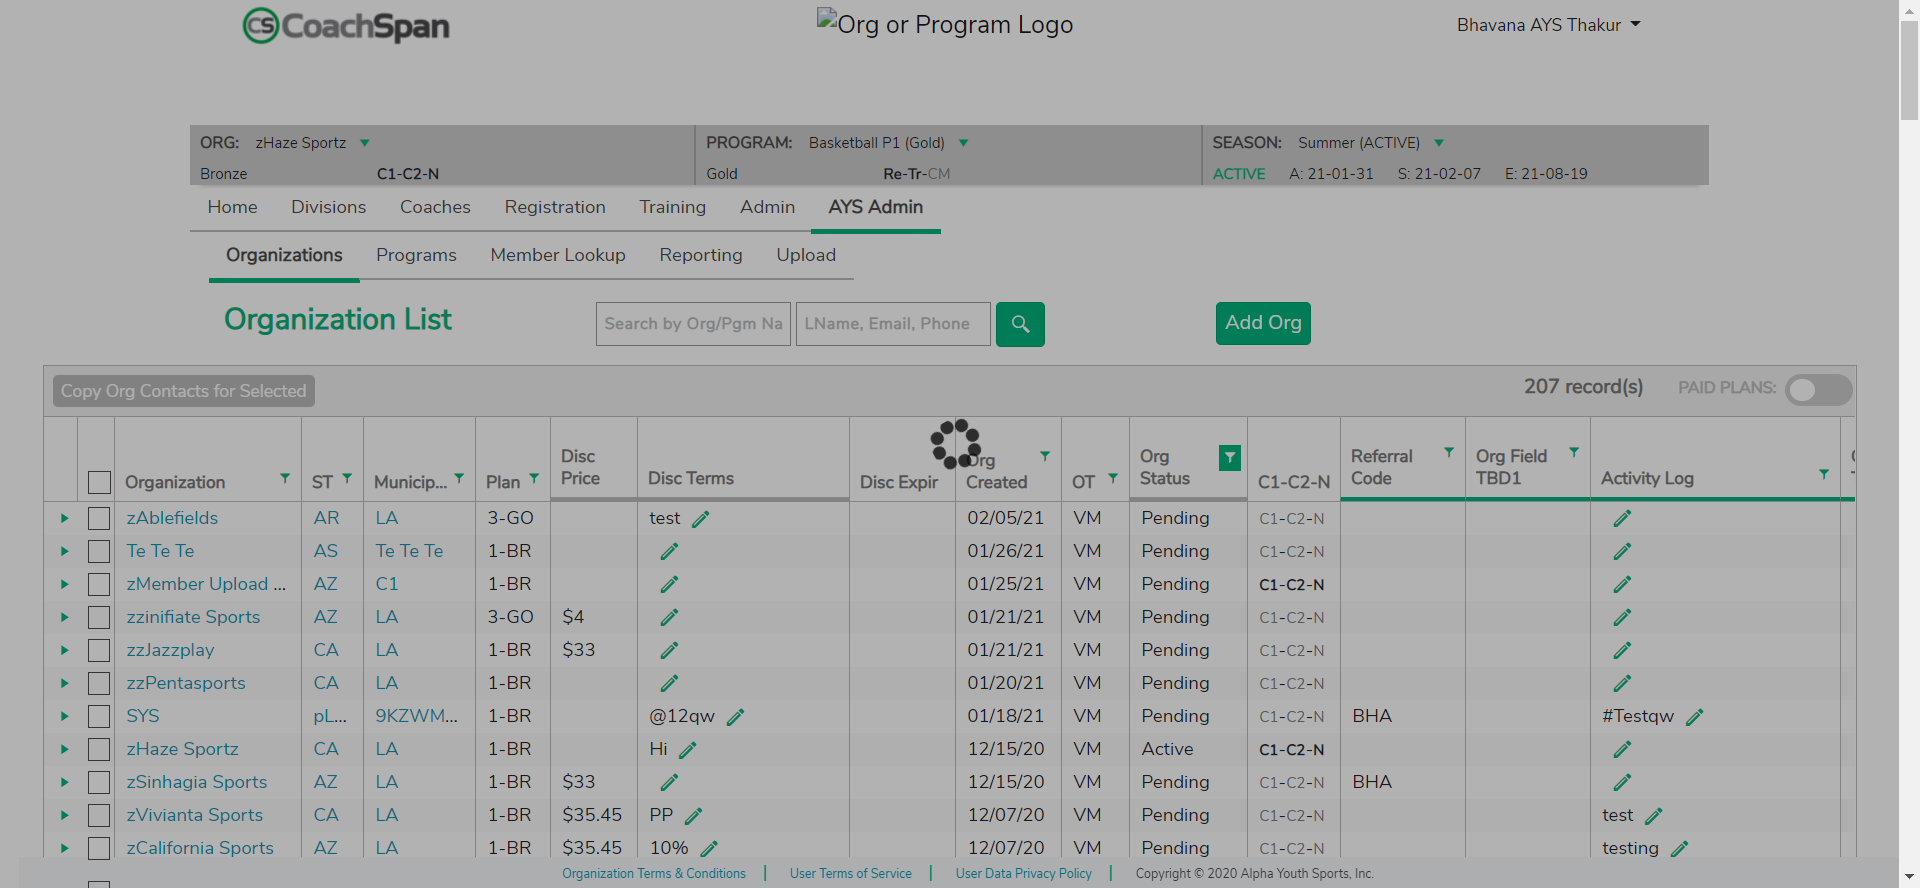 CS CoachSpan
Org or Program Logo
Bhavana AYS Thakur
ORG: zHaze Sportz
PROGRAM: Basketball P1 (Gold)
SEASON: Summer (ACTIVE)
Bronze C1-C2-N
Gold Re-Tr-CM
ACTIVE A: 21-01-31 S: 21-02-07 E: 21-08-19
Home Divisions Coaches Registration Training Admin AYS Admin
Organizations Programs Member Lookup Reporting Upload
Organization List
Search by Org/Pgm Na
LName, Email, Phone
Add Org
Copy Org Contacts for Selected
207 record(s)
PAID PLANS:
Organization ST Municip... Plan Disc Price Disc Terms Disc Expir Org Created OT Org Status C1-C2-N Referral Code Org Field TBD1 Activity Log
zAblefields AR LA 3-GO test 02/05/21 VM Pending C1-C2-N
Te Te Te AS Te Te Te 1-BR 01/26/21 VM Pending C1-C2-N
zMember Upload ... AZ C1 1-BR 01/25/21 VM Pending C1-C2-N
zzinifiate Sports AZ LA 3-GO $4 01/21/21 VM Pending C1-C2-N
zzJazzplay CA LA 1-BR $33 01/21/21 VM Pending C1-C2-N
zzPentasports CA LA 1-BR 01/20/21 VM Pending C1-C2-N
SYS pL... 9KZWM... 1-BR @12qw 01/18/21 VM Pending C1-C2-N BHA #Testqw
zHaze Sportz CA LA 1-BR Hi 12/15/20 VM Active C1-C2-N
zSinhagia Sports AZ LA 1-BR $33 12/15/20 VM Pending C1-C2-N BHA
zVivianta Sports CA LA 1-BR $35.45 PP 12/07/20 VM Pending C1-C2-N test
zCalifornia Sports AZ LA 1-BR $35.45 10% 12/07/20 VM Pending C1-C2-N testing
Organization Terms & Conditions | User Terms of Service | User Data Privacy Policy | Copyright © 2020 Alpha Youth Sports, Inc.